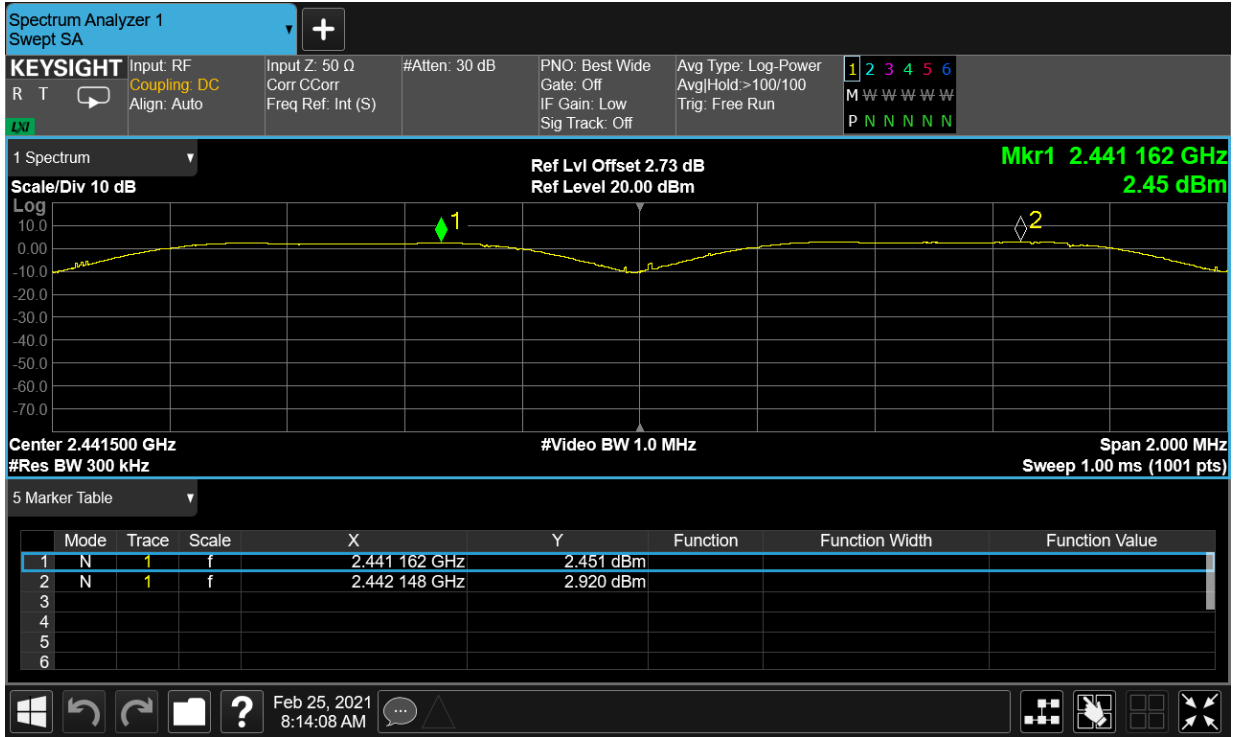 Spectrum Analyzer 1
Swept SA
KEYSIGHT
R T
LXI
Input: RF
Coupling: DC
Align: Auto
Input Z: 50 Ω
Corr CCorr
Freq Ref: Int (S)
#Atten: 30 dB
PNO: Best Wide
Gate: Off
IF Gain: Low
Sig Track: Off
Avg Type: Log-Power
Avg|Hold:>100/100
Trig: Free Run
1 2 3 4 5 6
M W W W W W
P N N N N N
1 Spectrum
Scale/Div 10 dB
Ref Lvl Offset 2.73 dB
Ref Level 20.00 dBm
Mkr1 2.441 162 GHz
2.45 dBm
Log
10.0
0.00
-10.0
-20.0
-30.0
-40.0
-50.0
-60.0
-70.0
1
2
Center 2.441500 GHz
#Res BW 300 kHz
#Video BW 1.0 MHz
Span 2.000 MHz
Sweep 1.00 ms (1001 pts)
5 Marker Table
Mode Trace Scale X Y Function Function Width Function Value
1 N 1 f 2.441 162 GHz 2.451 dBm
2 N 1 f 2.442 148 GHz 2.920 dBm
3
4
5
6
?
Feb 25, 2021
8:14:08 AM